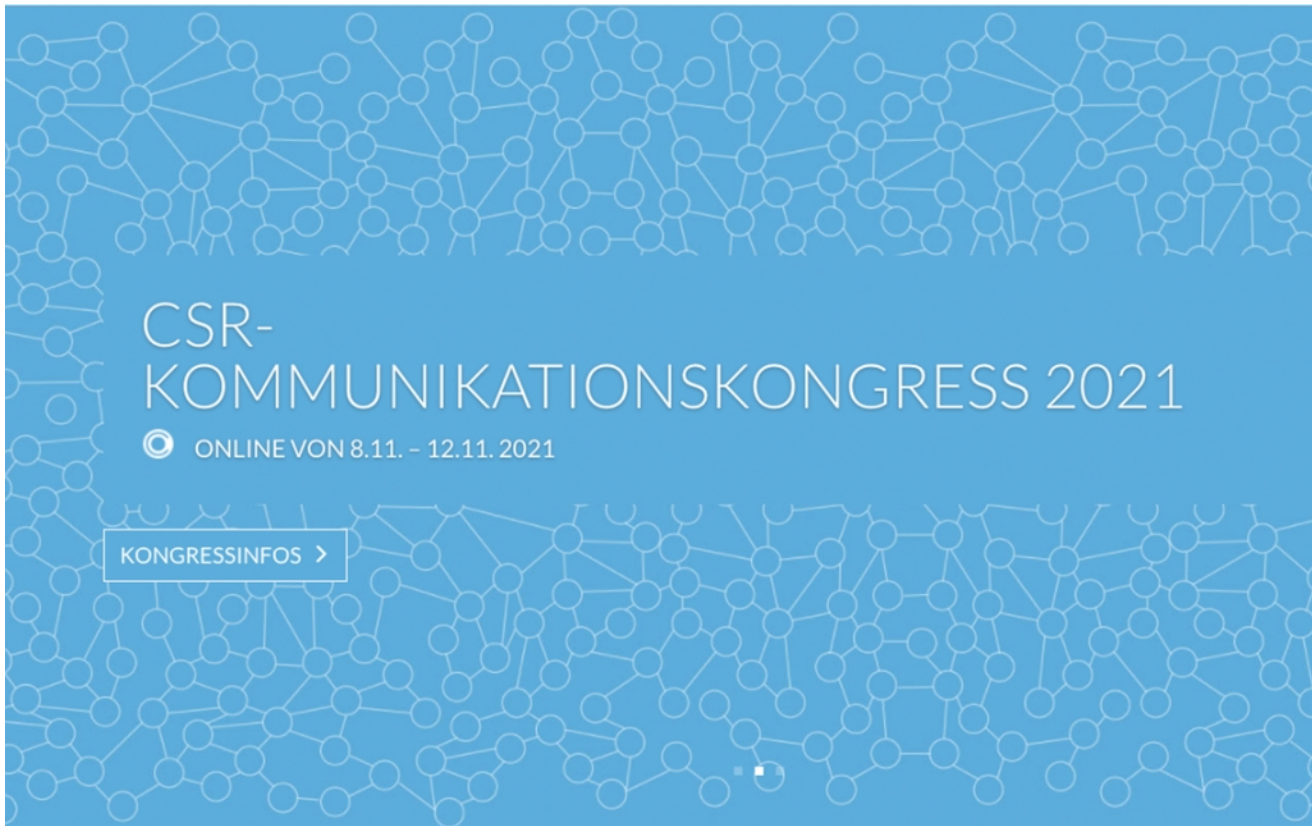 CSR-
KOMMUNIKATIONSKONGRESS 2021
ONLINE VON 8.11. – 12.11. 2021
KONGRESSINFOS >